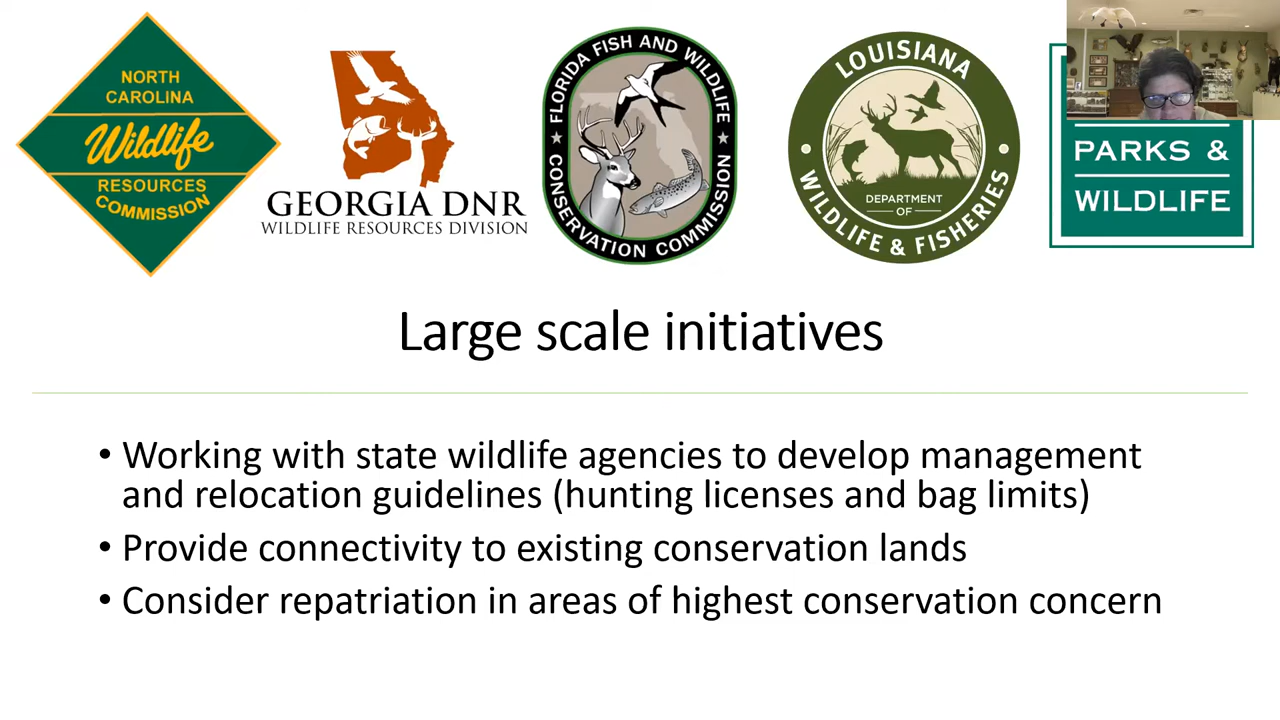 NORTH
CAROLINA
Wildlife
RESOURCES
COMMISSION
GEORGIA DNR
WILDLIFE RESOURCES DIVISION
FLORIDA FISH AND WILDLIFE
CONSERVATION COMMISSION
LOUISIANA
DEPARTMENT
OF
WILDLIFE & FISHERIES
PARKS &
WILDLIFE
Large scale initiatives
• Working with state wildlife agencies to develop management
and relocation guidelines (hunting licenses and bag limits)
• Provide connectivity to existing conservation lands
• Consider repatriation in areas of highest conservation concern